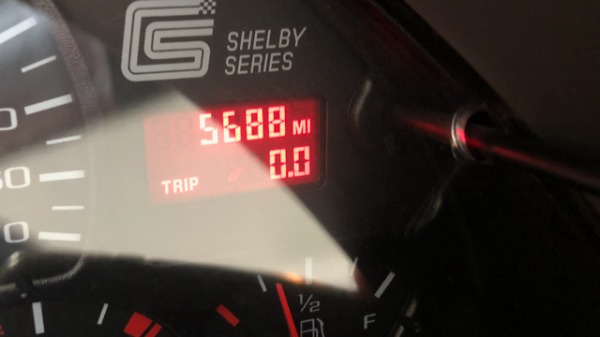 SHELBY
SERIES
5688 MI
0.0
TRIP
1/2
F